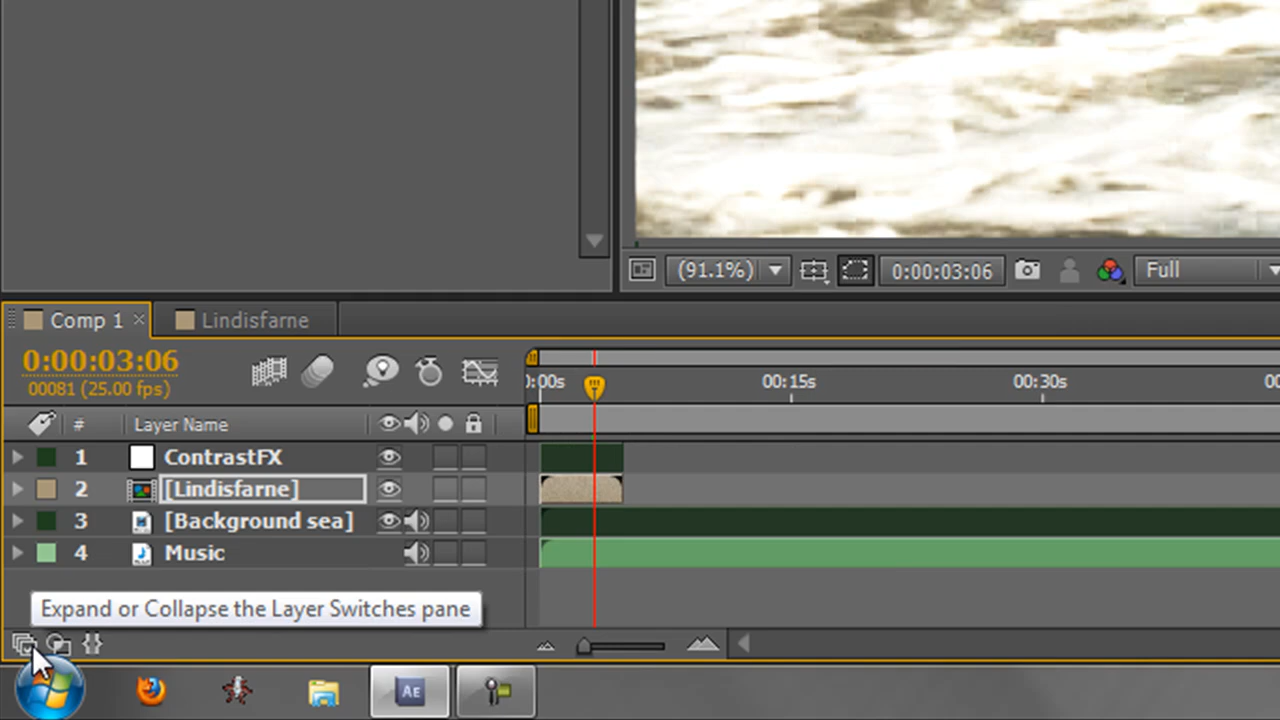 (91.1%)
0:00:03:06
Full
Comp 1
Lindisfarne
0:00:03:06
00081 (25.00 fps)
):00s
00:15s
00:30s
00
#
Layer Name
1
ContrastFX
2
[Lindisfarne]
3
[Background sea]
4
Music
Expand or Collapse the Layer Switches pane
AE